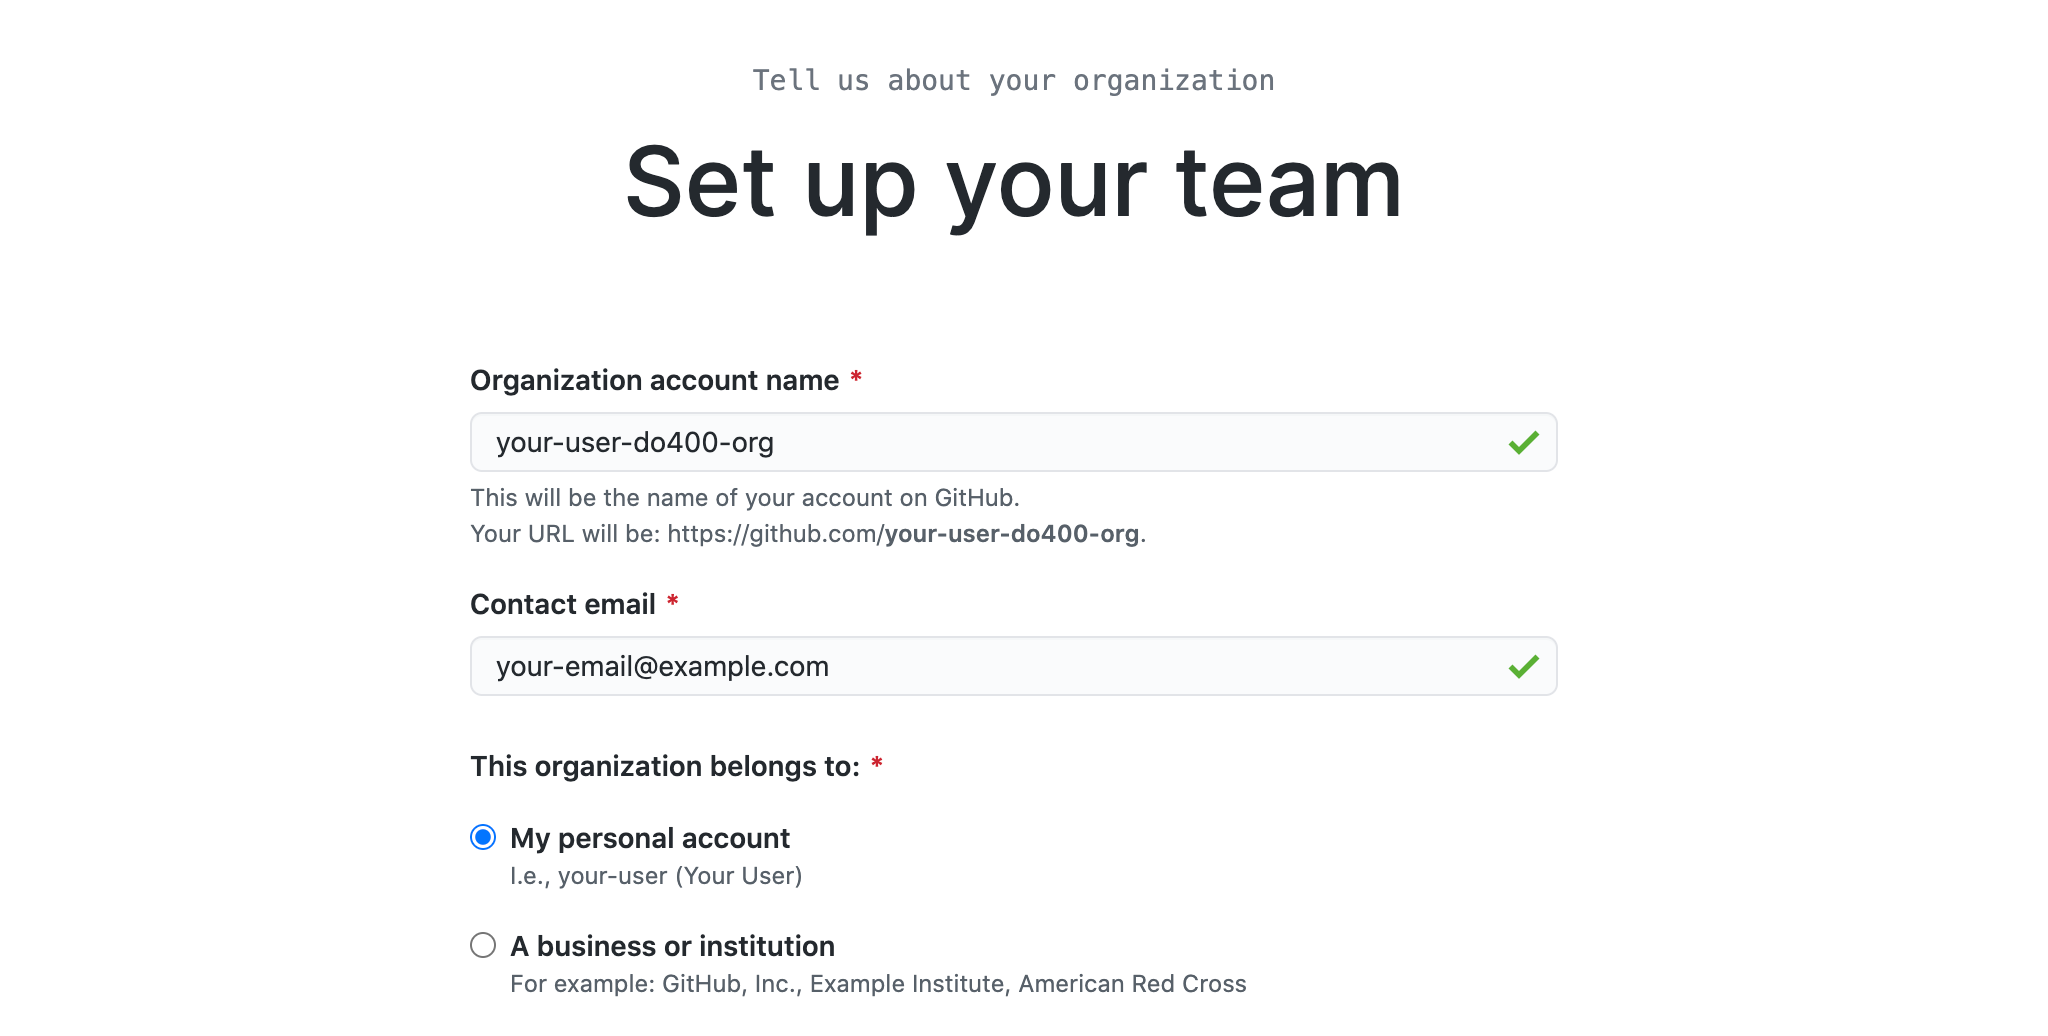 Tell us about your organization
Set up your team
Organization account name *
your-user-do400-org
This will be the name of your account on GitHub.
Your URL will be: https://github.com/your-user-do400-org.
Contact email *
your-email@example.com
This organization belongs to: *
My personal account
I.e., your-user (Your User)
A business or institution
For example: GitHub, Inc., Example Institute, American Red Cross